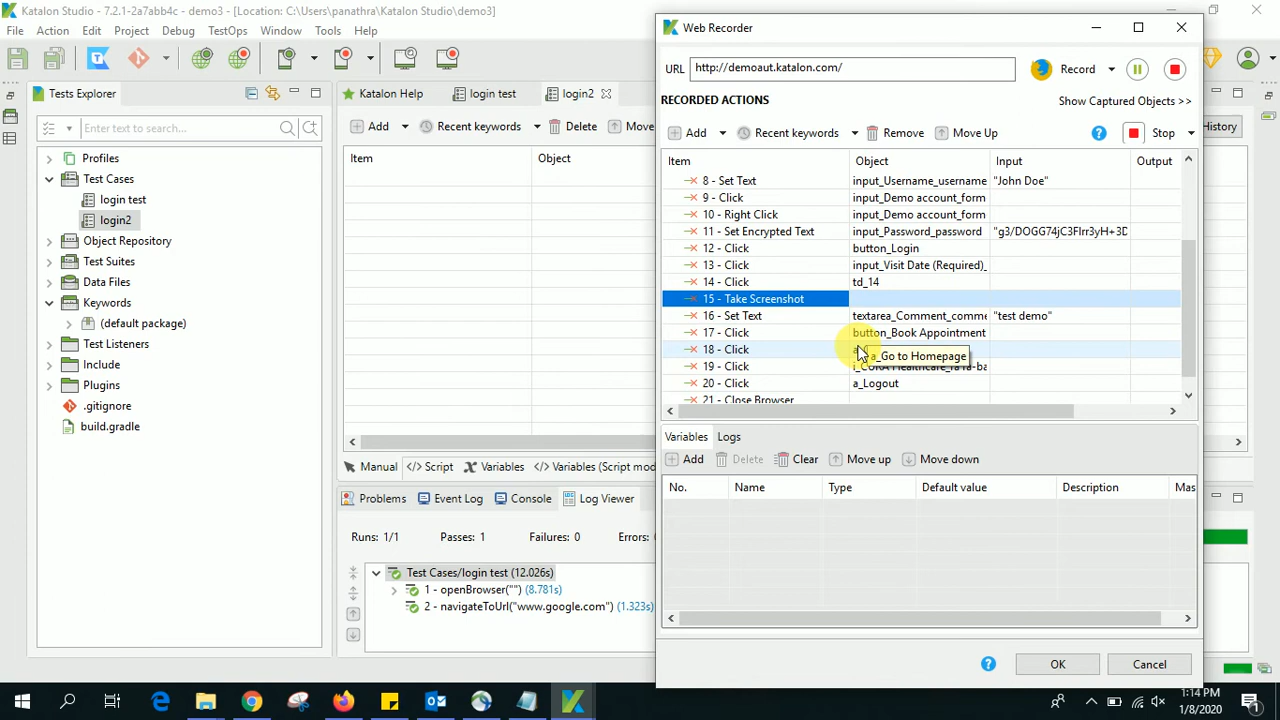 Katalon Studio - 7.2.1-2a7abb4c - demo3 - [Location: C:\Users\panathra\Katalon Studio\demo3]
File Action Edit Project Debug TestOps Window Tools Help
Tests Explorer
Enter text to search...
Profiles
Test Cases
login test
login2
Object Repository
Test Suites
Data Files
Keywords
(default package)
Test Listeners
Include
Plugins
.gitignore
build.gradle
Katalon Help login test login2
Add Recent keywords Delete Move
Item Object
History
Manual </> Script Variables </> Variables (Script mo
Problems Event Log Console Log Viewer
Runs: 1/1 Passes: 1 Failures: 0 Errors:
Test Cases/login test (12.026s)
1 - openBrowser("") (8.781s)
2 - navigateToUrl("www.google.com") (1.323s)
Web Recorder
URL http://demoaut.katalon.com/ Record
RECORDED ACTIONS Show Captured Objects >>
Add Recent keywords Remove Move Up ? Stop
Item Object Input Output
8 - Set Text input_Username_username "John Doe"
9 - Click input_Demo account_form
10 - Right Click input_Demo account_form
11 - Set Encrypted Text input_Password_password
12 - Click button_Login
13 - Click input_Visit Date (Required)_
14 - Click td_14
15 - Take Screenshot
16 - Set Text textarea_Comment_comme "test demo"
17 - Click button_Book Appointment
18 - Click a_Go to Homepage
19 - Click
20 - Click a_Logout
21 - Close Browser
Variables Logs
Add Delete Clear Move up Move down
No. Name Type Default value Description Mas
? OK Cancel
1:14 PM
1/8/2020